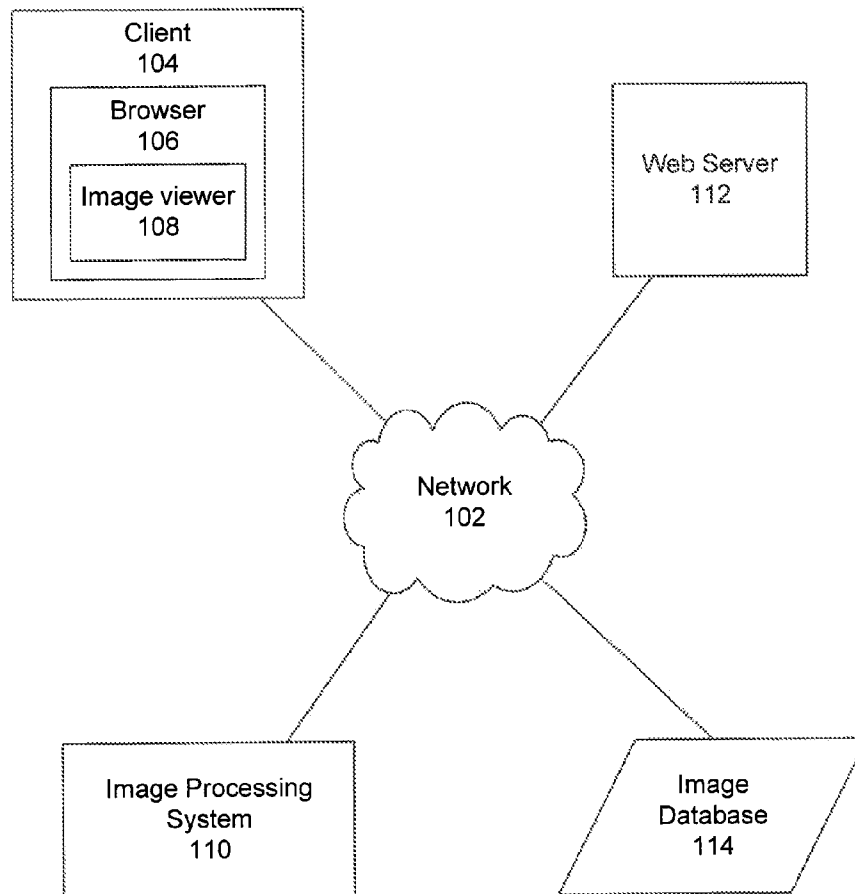 Client
104
Browser
106
Image viewer
108
Web Server
112
Network
102
Image Processing
System
110
Image
Database
114